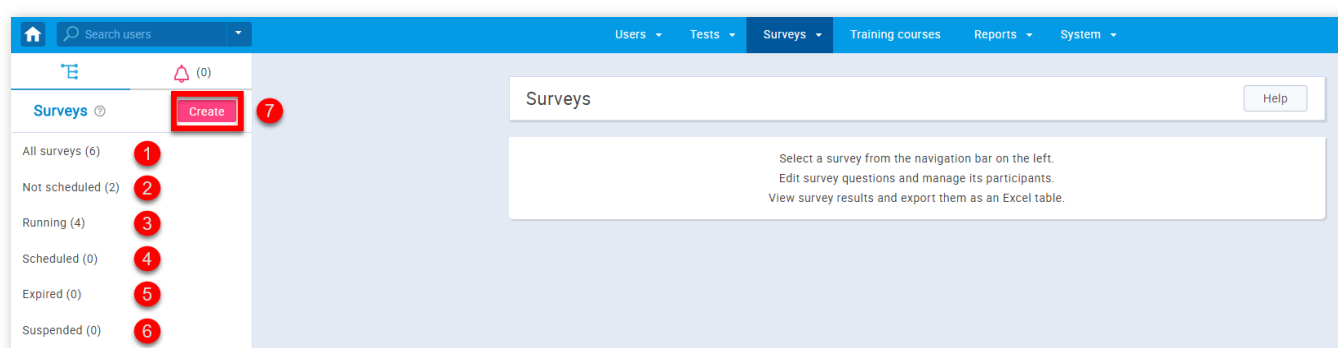 Search users
Users Tests Surveys Training courses Reports System
(0)
Surveys ? Create 7
All surveys (6) 1
Not scheduled (2) 2
Running (4) 3
Scheduled (0) 4
Expired (0) 5
Suspended (0) 6
Surveys Help
Select a survey from the navigation bar on the left.
Edit survey questions and manage its participants.
View survey results and export them as an Excel table.